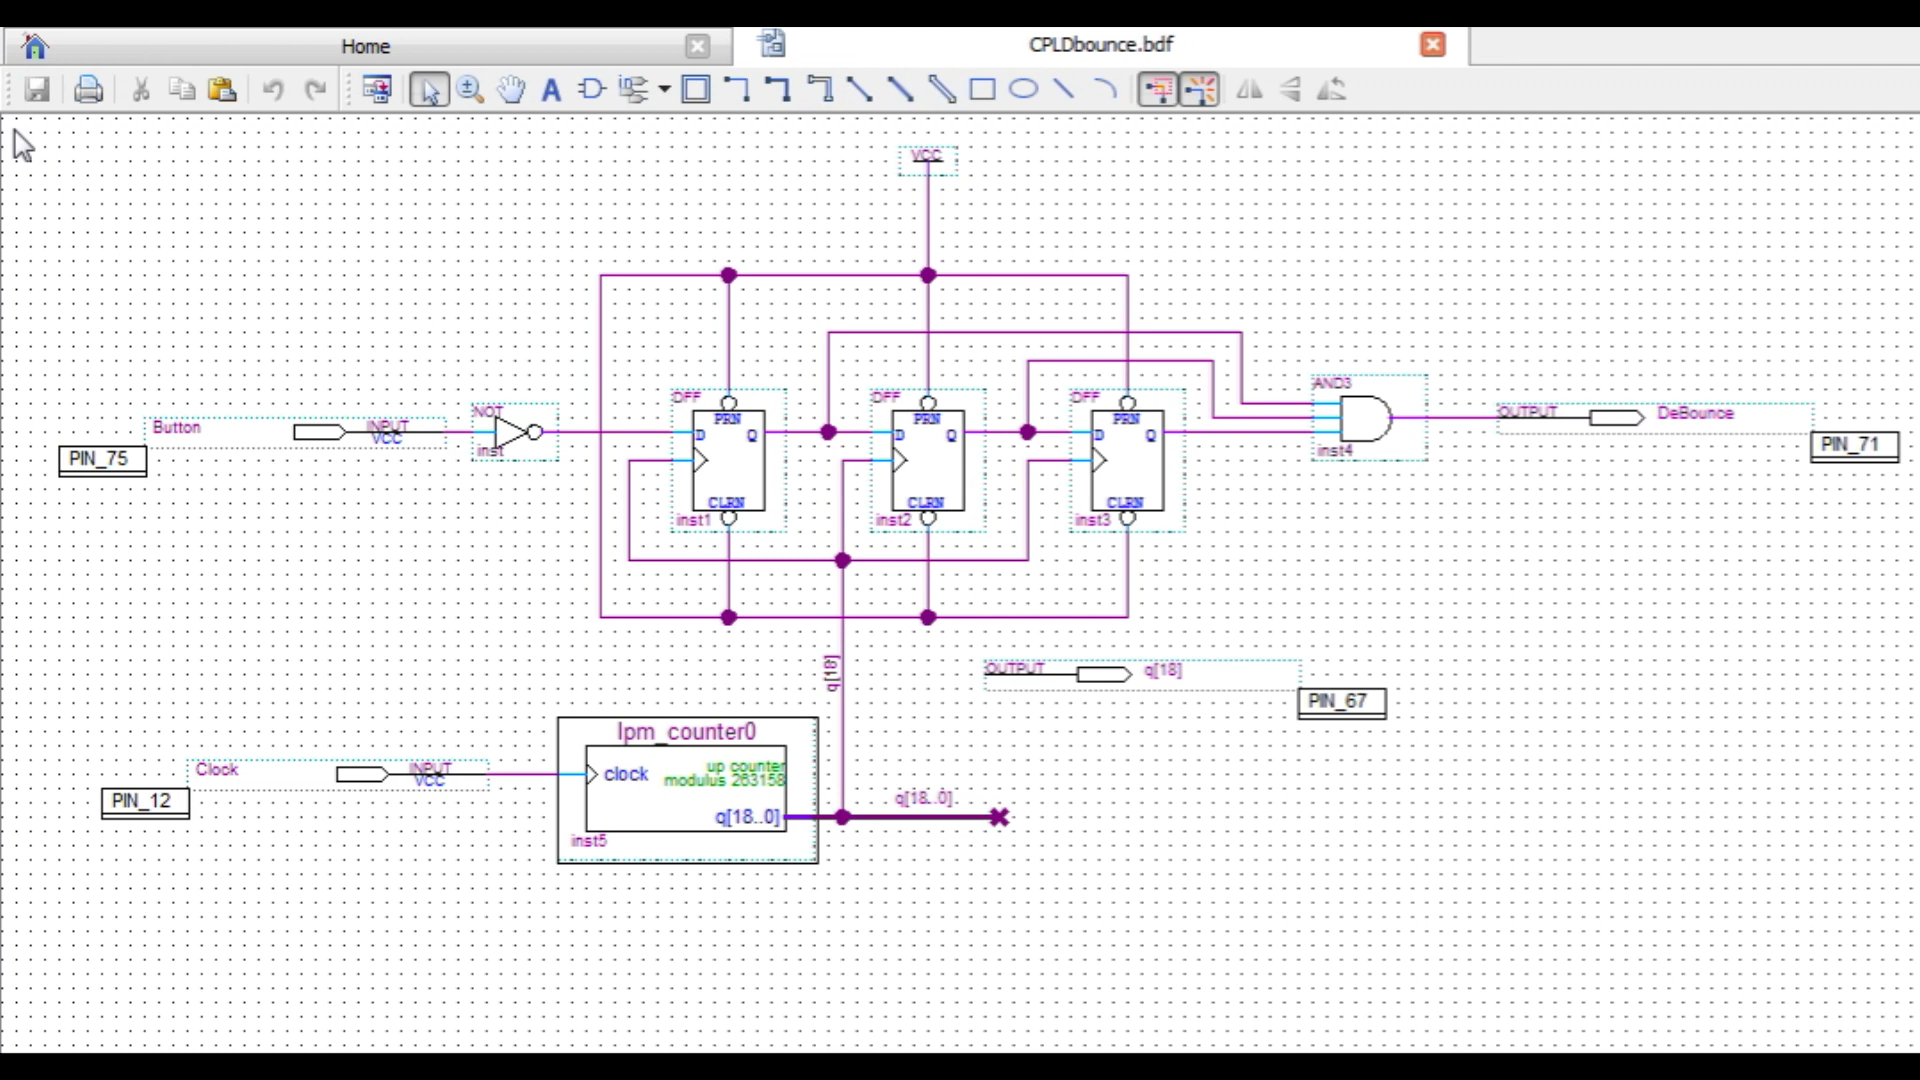 Home
CPLDbounce.bdf
A
VCC
DFF
DFF
DFF
PRN
PRN
PRN
D
Q
D
Q
D
Q
CLRN
CLRN
CLRN
inst1
inst2
inst3
Button
INPUT
VCC
PIN_75
NOT
inst
AND3
inst4
OUTPUT
DeBounce
PIN_71
q[18]
OUTPUT
q[18]
PIN_67
lpm_counter0
Clock
INPUT
VCC
PIN_12
clock
up counter
modulus 263158
q[18..0]
inst5
q[18..0]